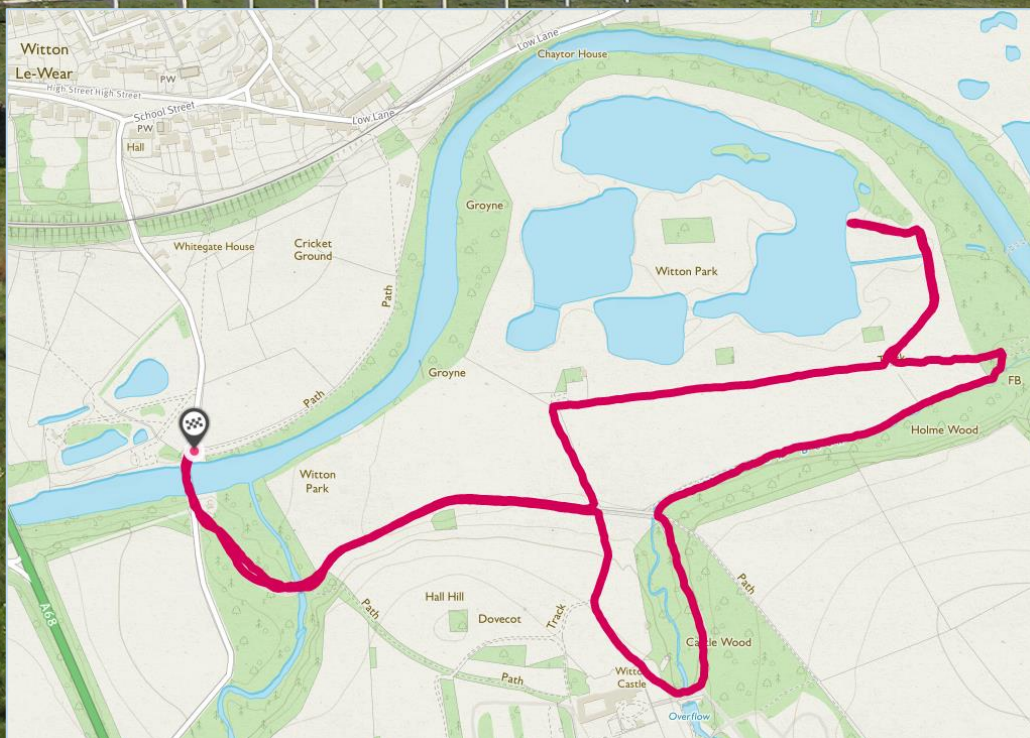 Witton
Le-Wear
PW
High Street High Street
School Street
PW
Hall
Low Lane
Low Lane
Chaytor House
Groyne
Whitegate House
Cricket
Ground
Path
Witton Park
Groyne
Path
FB
Holme Wood
Witton
Park
A68
Path
Hall Hill
Dovecot
Track
Path
Path
Castle Wood
Witton
Castle
Overflow